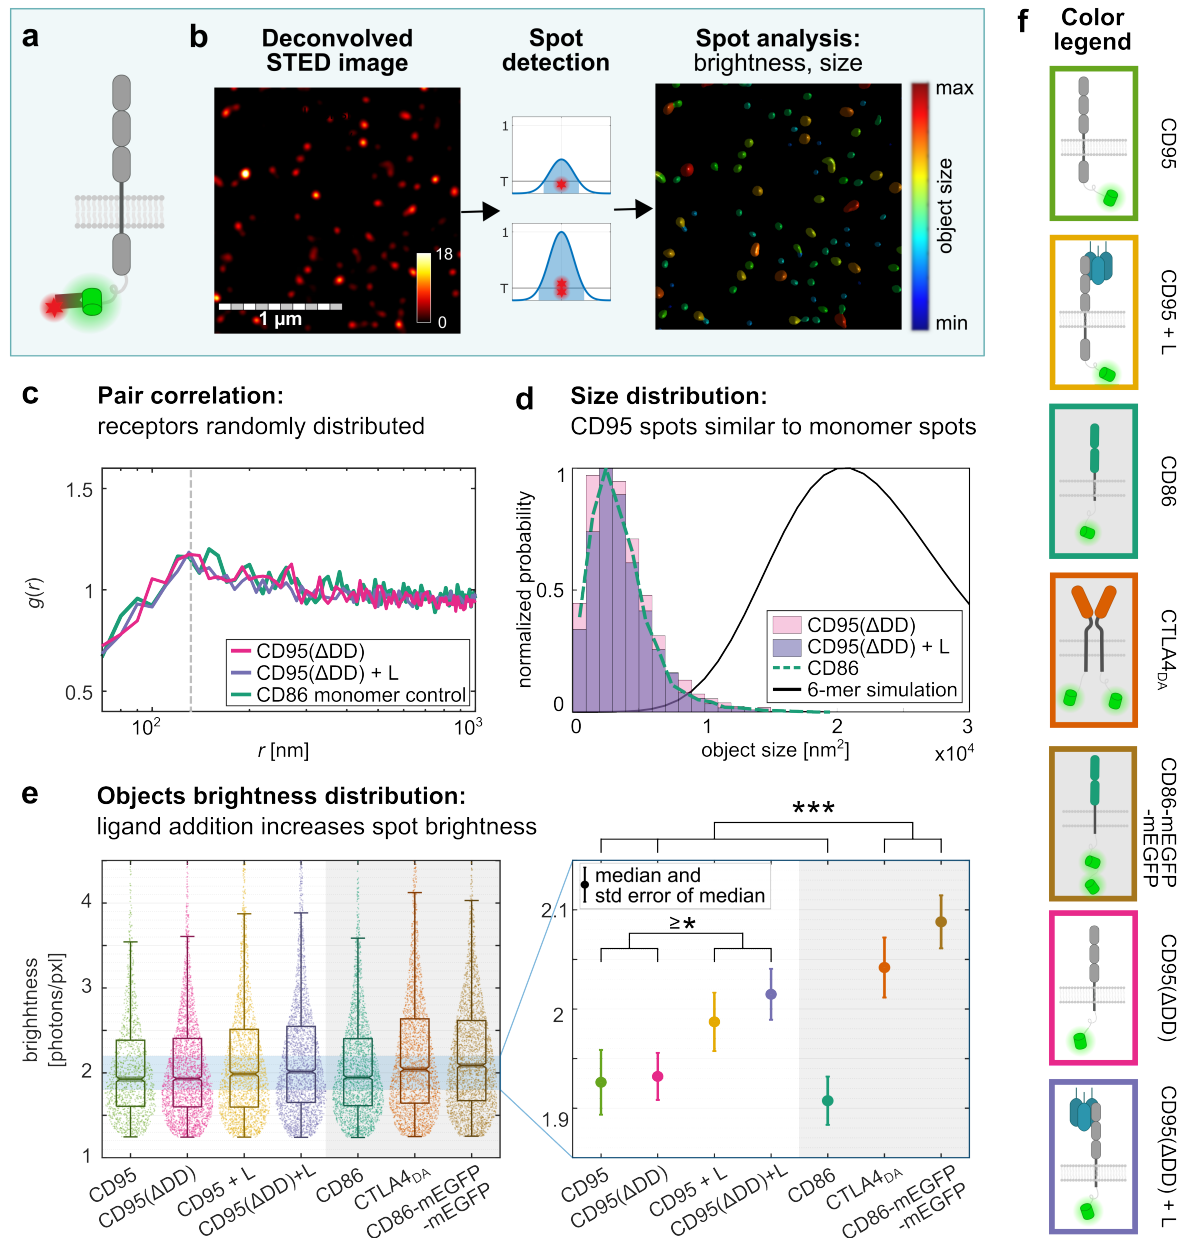 a
b
Deconvolved
STED image
18
0
1 µm
Spot
detection
1
T
1
T
Spot analysis:
brightness, size
max
object size
min
c
Pair correlation:
receptors randomly distributed
1.5
1
0.5
g(r)
10²
10³
r [nm]
CD95(ΔDD)
CD95(ΔDD) + L
CD86 monomer control
d
Size distribution:
CD95 spots similar to monomer spots
normalized probability
1
0.5
0
0
1
2
3
object size [nm²]
x10⁴
CD95(ΔDD)
CD95(ΔDD) + L
CD86
6-mer simulation
e
Objects brightness distribution:
ligand addition increases spot brightness
brighhtness
[photons/pxl]
4
3
2
1
CD95
CD95(ΔDD)
CD95 + L
CD95(ΔDD)+L
CD86
CTLA4DA
CD86-mEGFP
-mEGFP
***
median and
std error of median
≥*
2.1
2
1.9
CD95
CD95(ΔDD)
CD95 + L
CD95(ΔDD)+L
CD86
CTLA4DA
CD86-mEGFP
-mEGFP
f
Color
legend
CD95
CD95 + L
CD86
CTLA4DA
CD86-mEGFP
-mEGFP
CD95(ΔDD)
CD95(ΔDD) + L